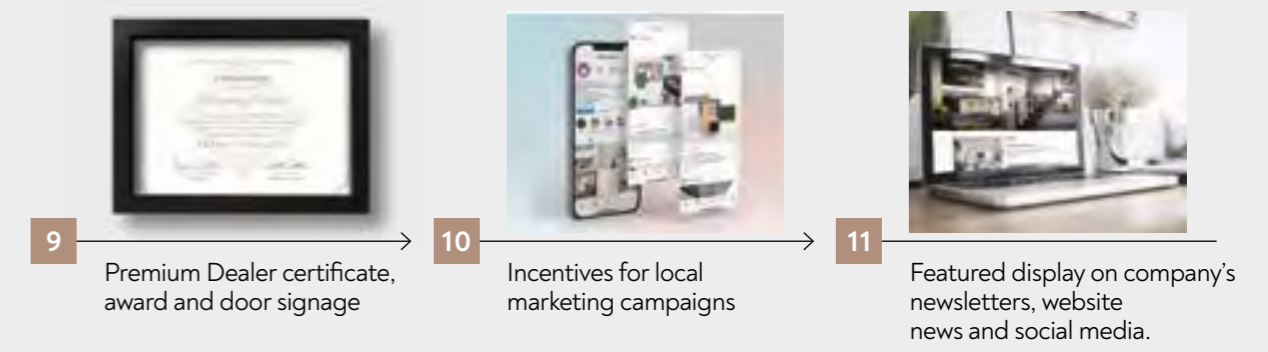 9
Premium Dealer certificate,
award and door signage
10
Incentives for local
marketing campaigns
11
Featured display on company's
newsletters, website
news and social media.